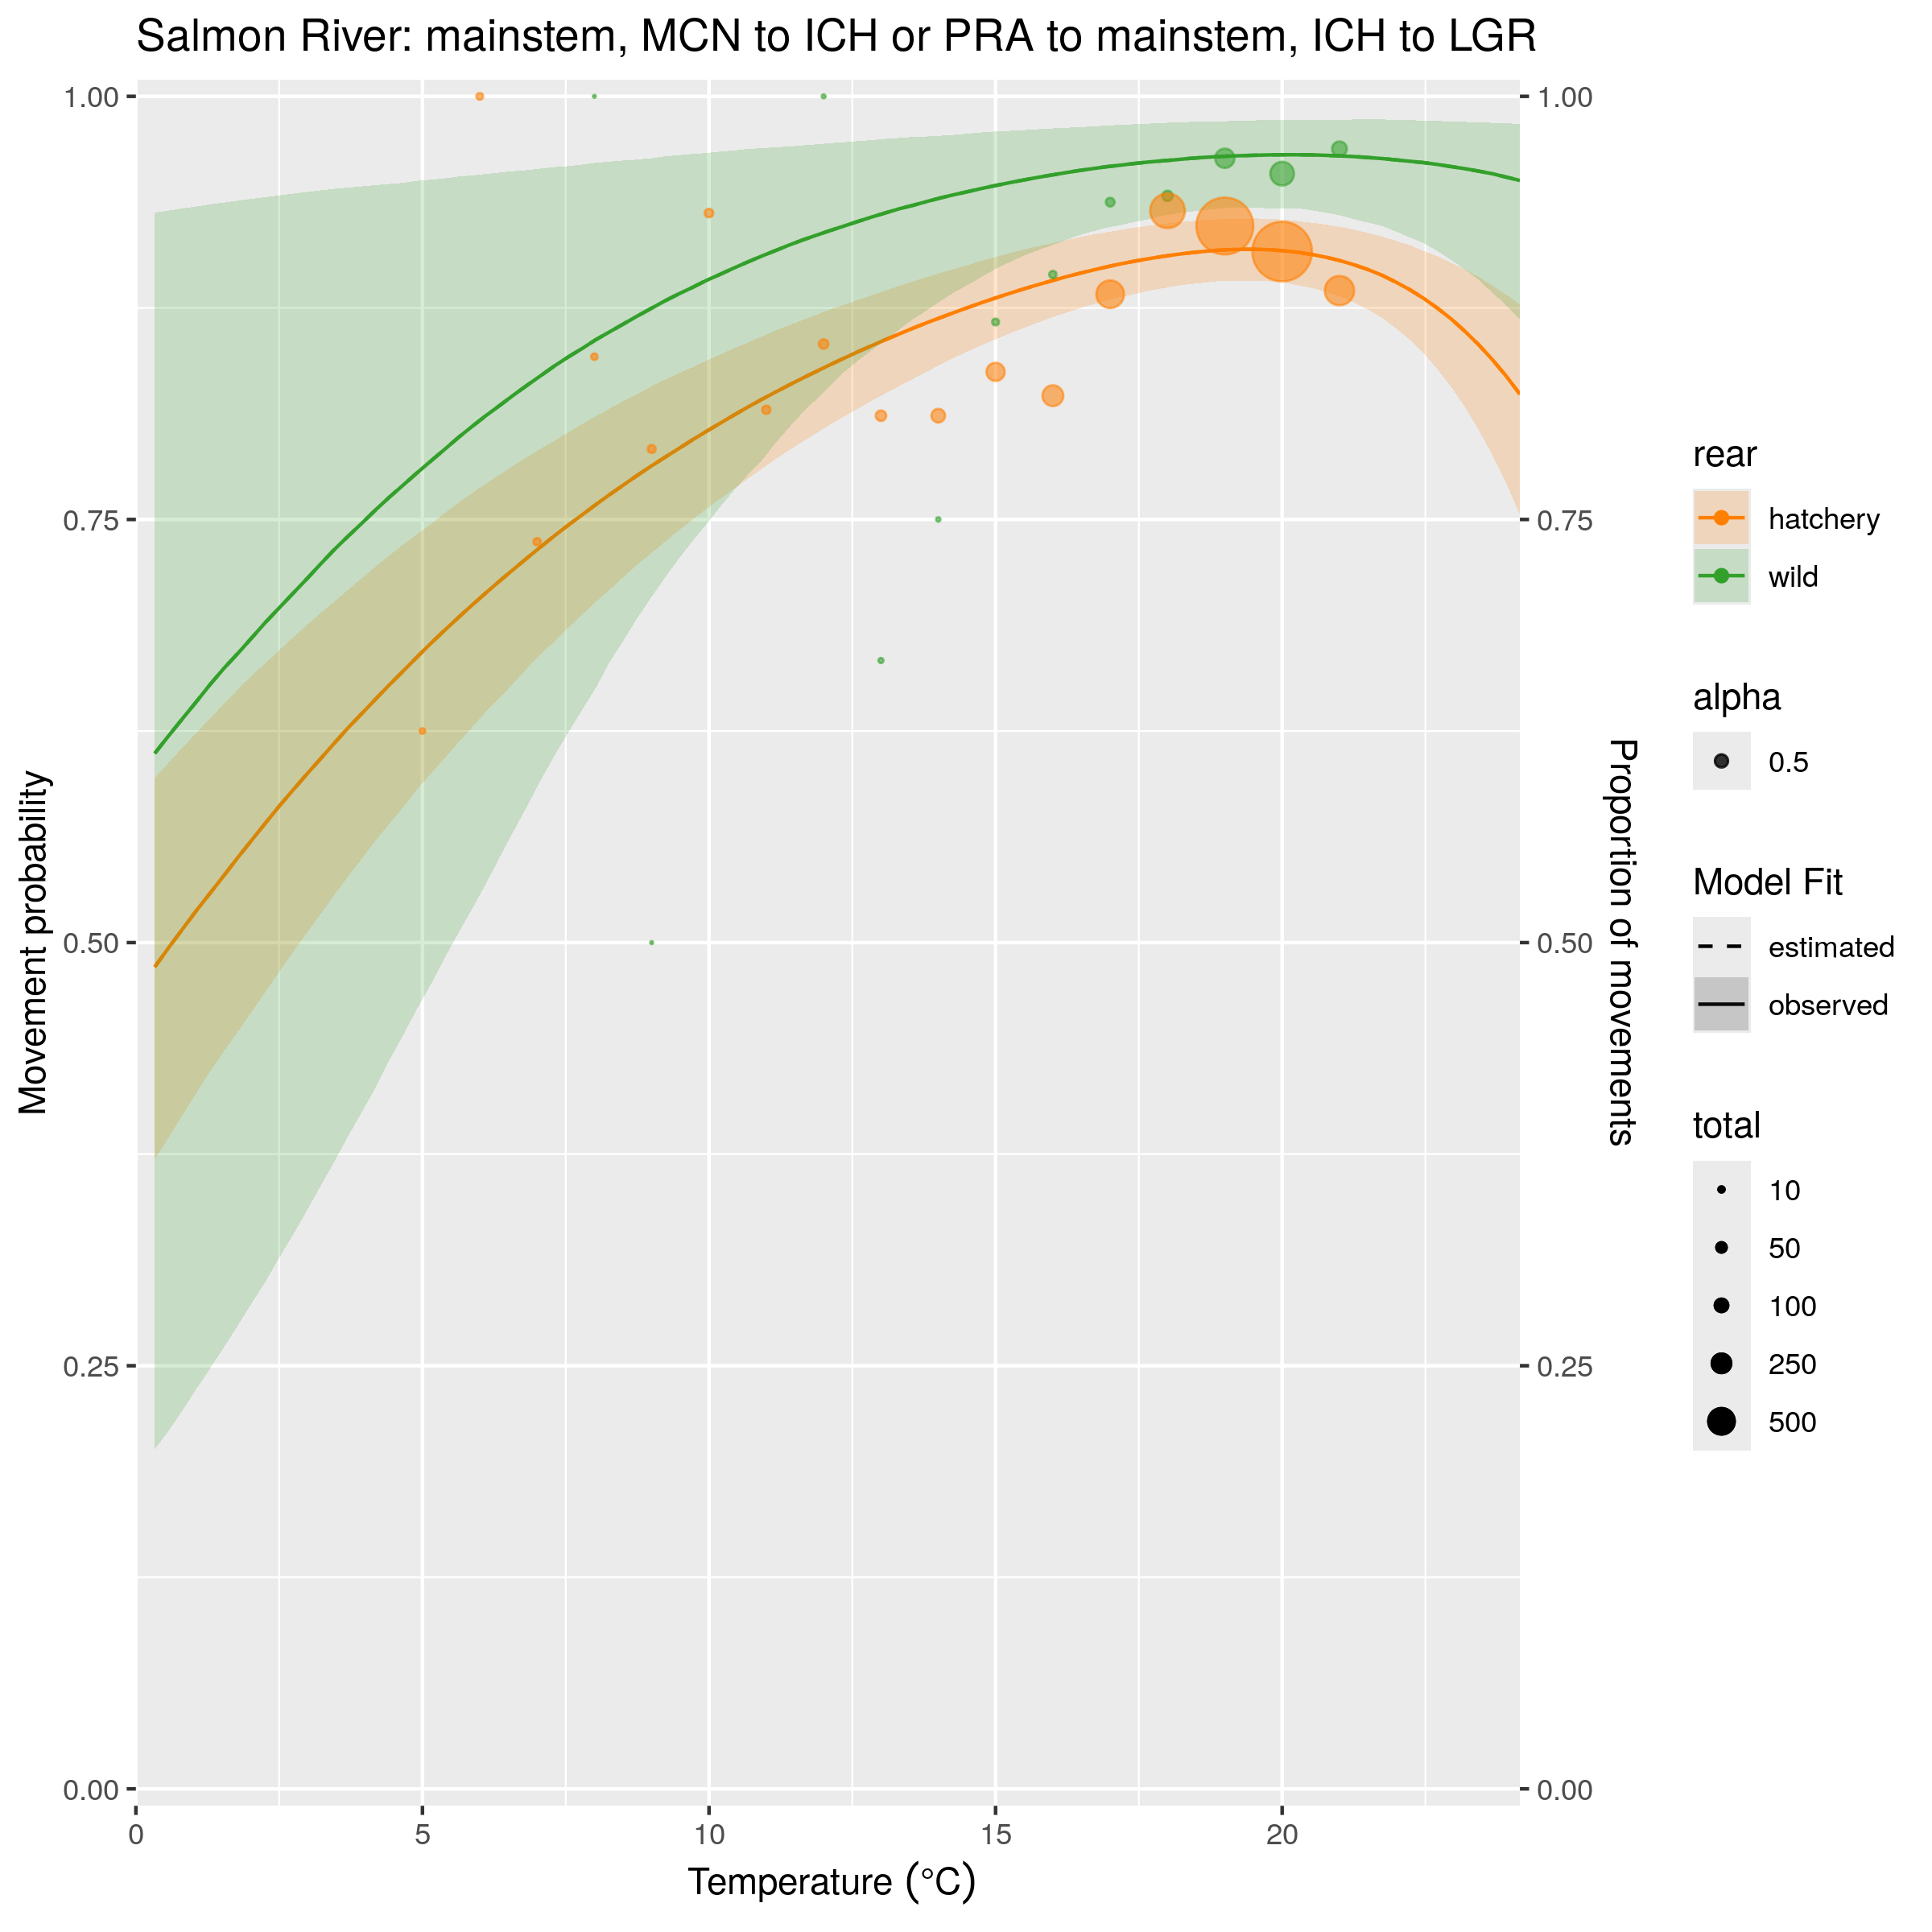 Salmon River: mainstem, MCN to ICH or PRA to mainstem, ICH to LGR
Movement probability
1.00
0.75
0.50
0.25
0.00
0
5
10
15
20
Temperature (°C)
1.00
0.75
0.50
0.25
0.00
Proportion of movements
rear
hatchery
wild
alpha
0.5
Model Fit
estimated
observed
total
10
50
100
250
500